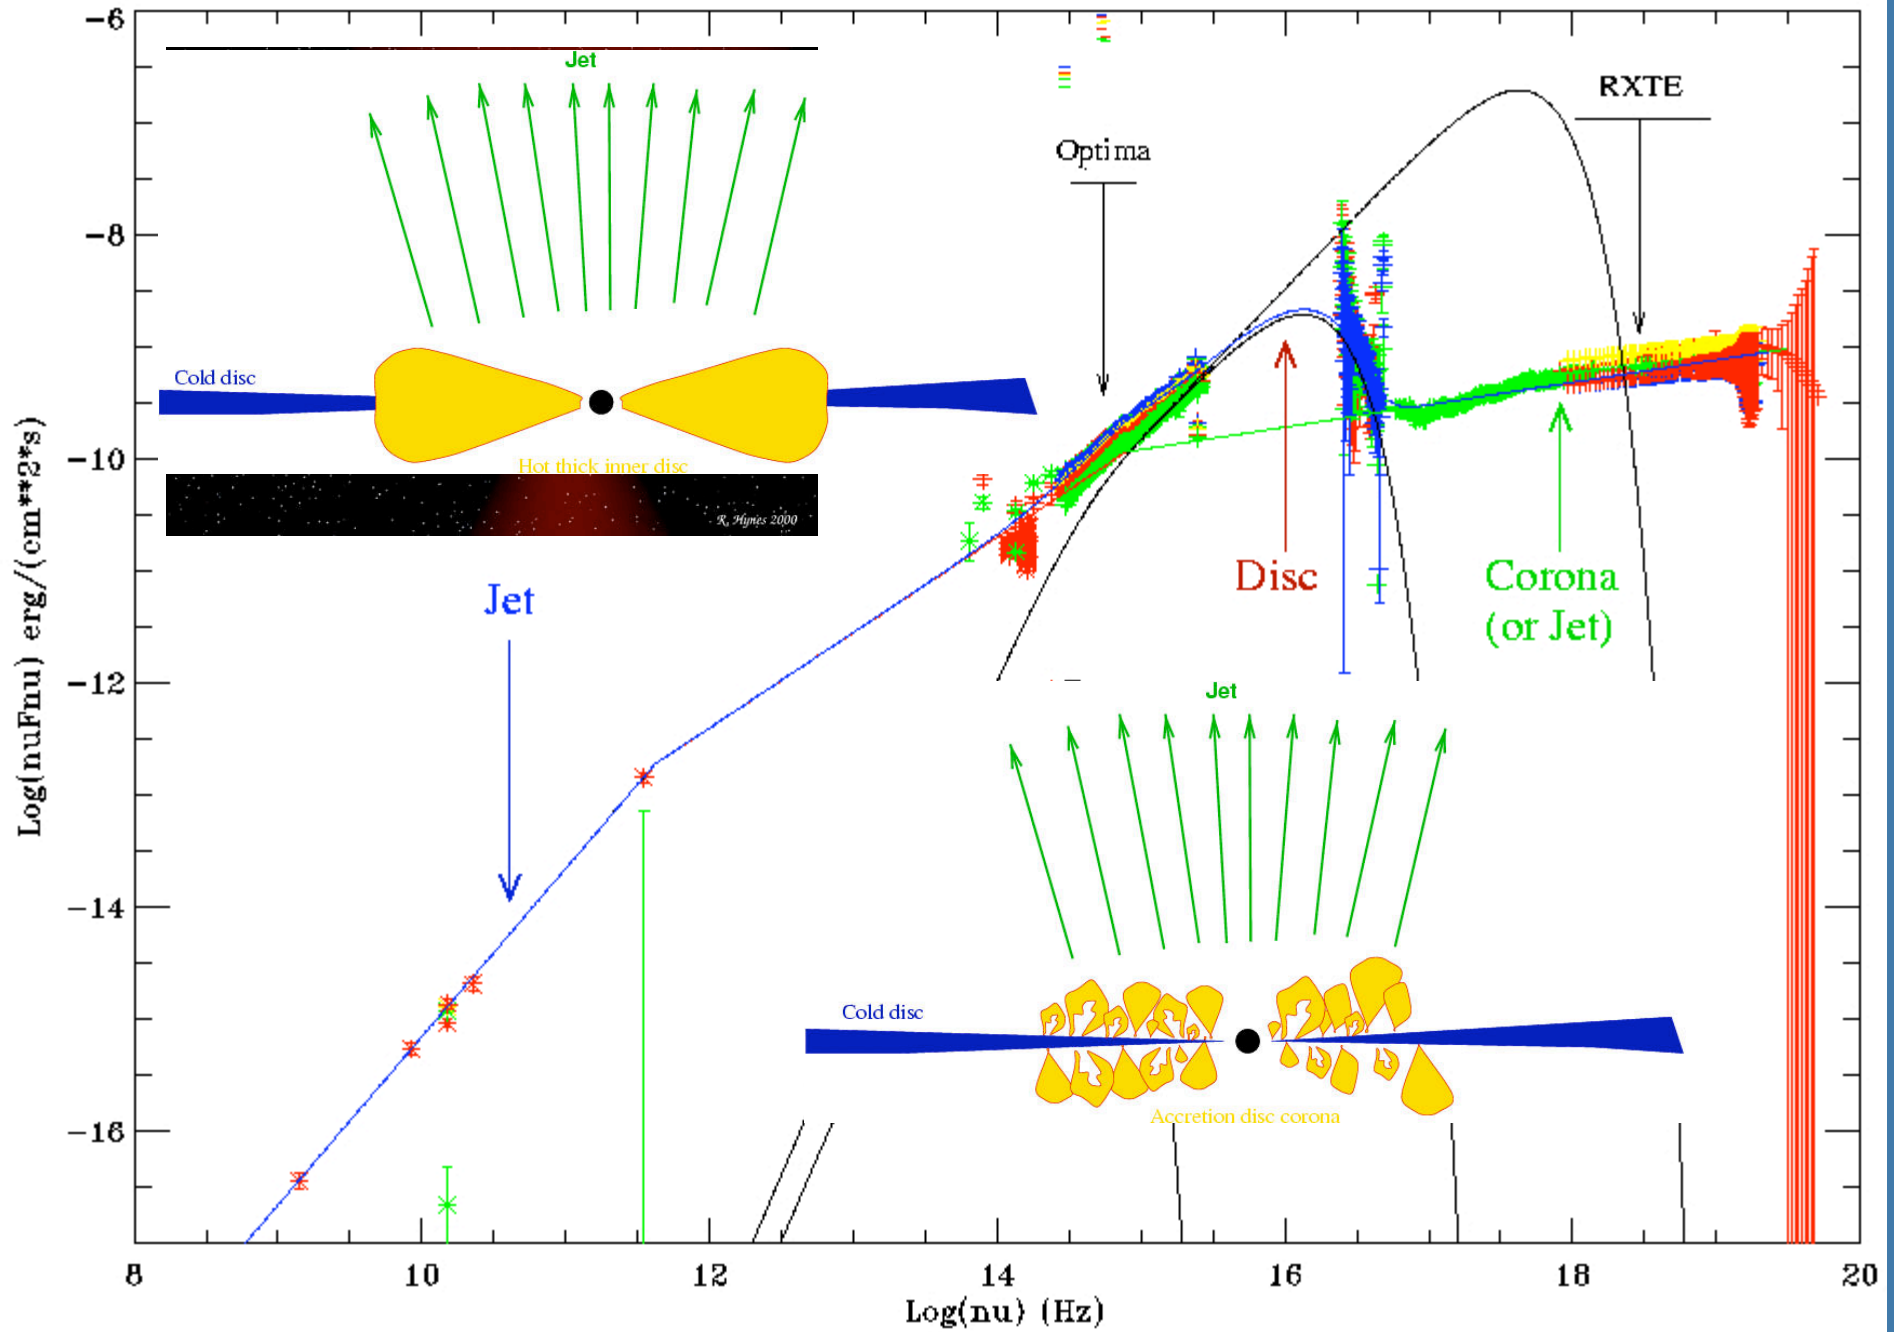 -6
-8
-10
-12
-14
-16
Log(nuFnu) erg/(cm**2*s)
Jet
Cold disc
Hot thick inner disc
R. Hynes 2000
Optima
RXTE
Jet
Disc
Corona
(or Jet)
Jet
Cold disc
Accretion disc corona
8
10
12
14
16
18
20
Log(nu) (Hz)